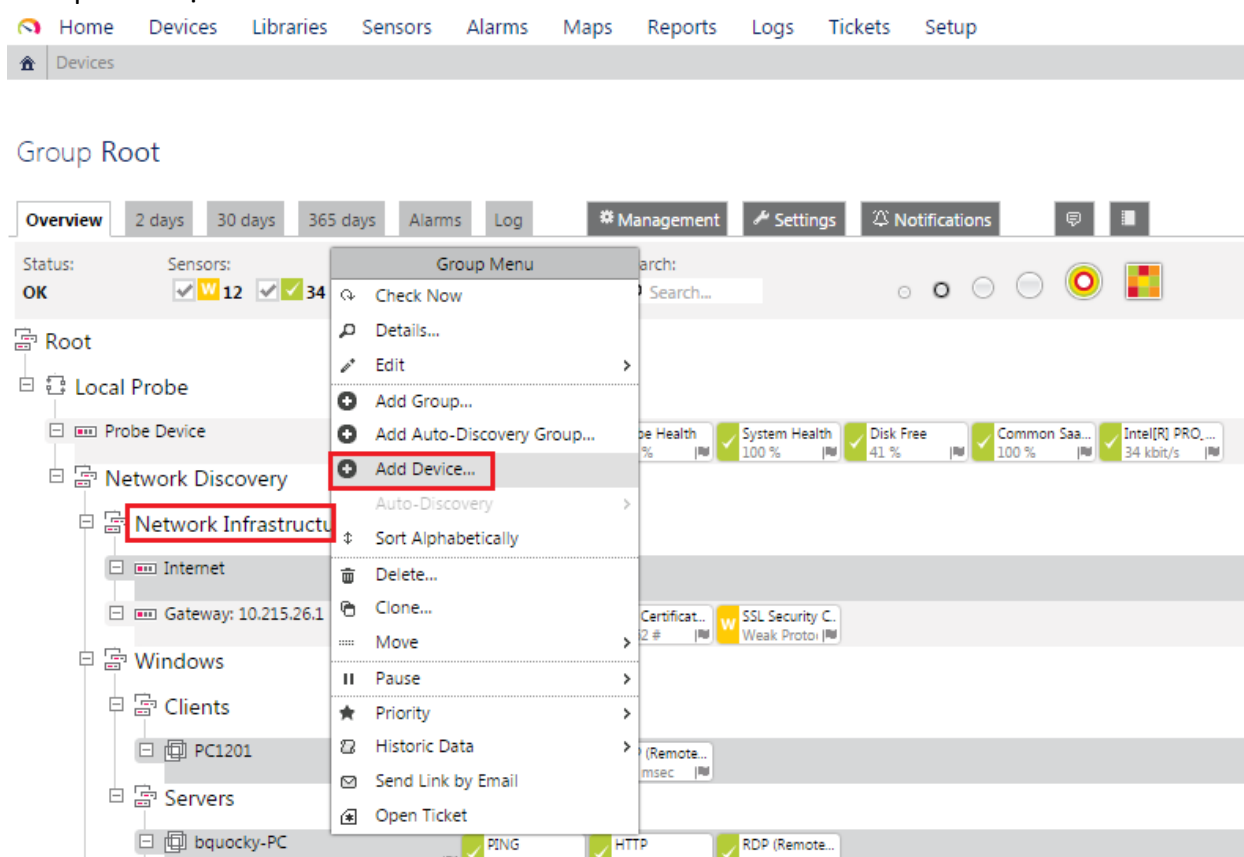 Home Devices Libraries Sensors Alarms Maps Reports Logs Tickets Setup
Devices
Group Root
Overview 2 days 30 days 365 days Alarms Log Management Settings Notifications
Status: Sensors: arch:
OK W 12 34 Search...
Group Menu
Check Now
Details...
Edit
Add Group...
Add Auto-Discovery Group...
Add Device...
Auto-Discovery
Sort Alphabetically
Delete...
Clone...
Move
Pause
Priority
Historic Data
Send Link by Email
Open Ticket
Root
Local Probe
Probe Device
be Health System Health Disk Free Common Saa... Intel[R] PRO_...
% 100 % 41 % 100 % 34 kbit/s
Network Discovery
Network Infrastructu
Internet
Gateway: 10.215.26.1
Certificat... W SSL Security C..
2 # Weak Proto
Windows
Clients
PC1201
(Remote...
msec
Servers
bquocky-PC PING HTTP RDP (Remote...